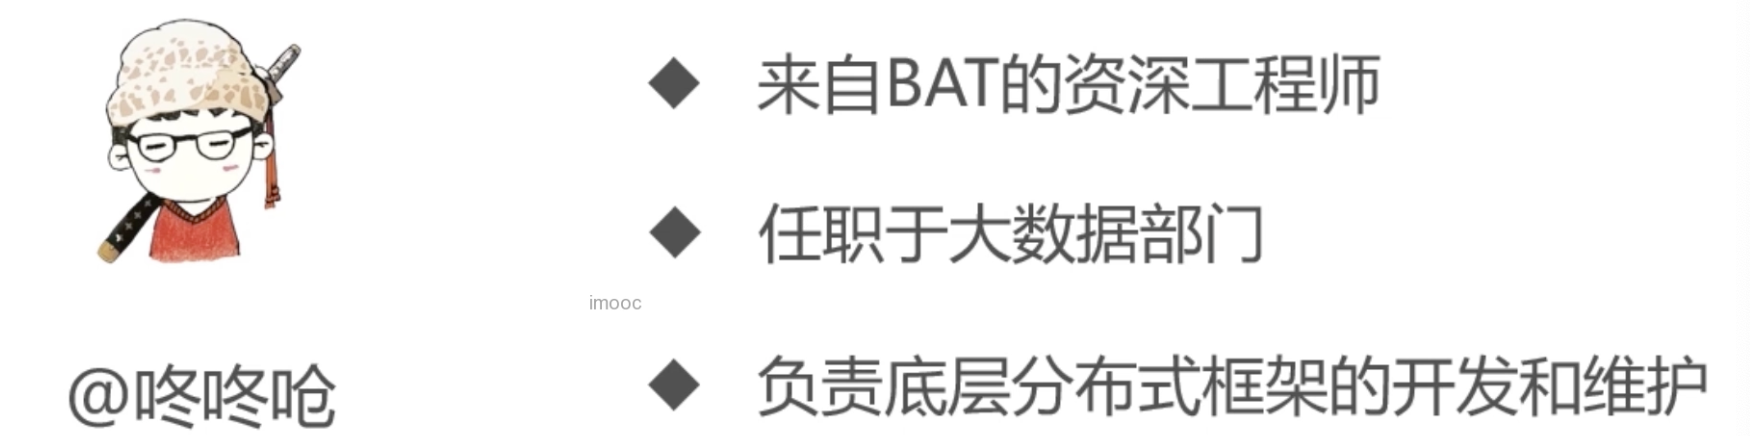 来自BAT的资深工程师
任职于大数据部门
imooc
@咚咚呛
负责底层分布式框架的开发和维护